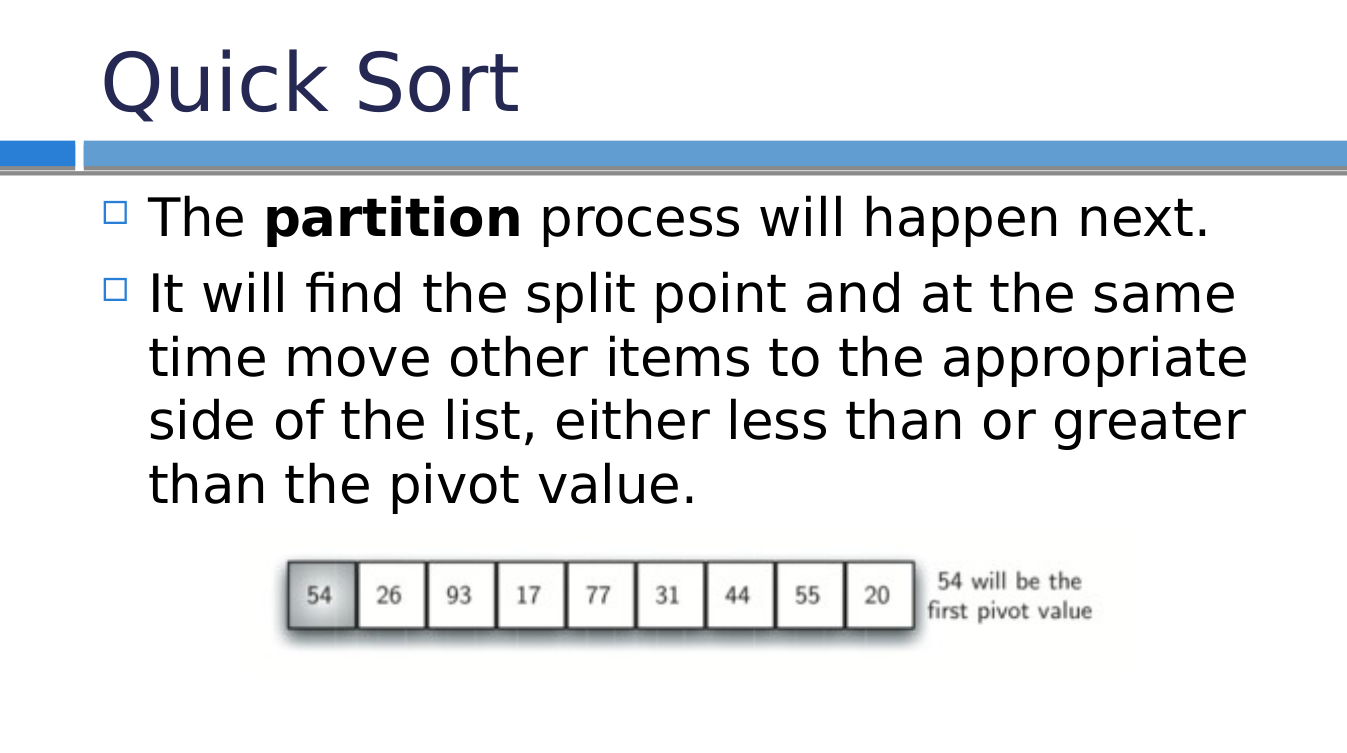 Quick Sort
The partition process will happen next.
It will find the split point and at the same
time move other items to the appropriate
side of the list, either less than or greater
than the pivot value.
54 26 93 17 77 31 44 55 20
54 will be the
first pivot value